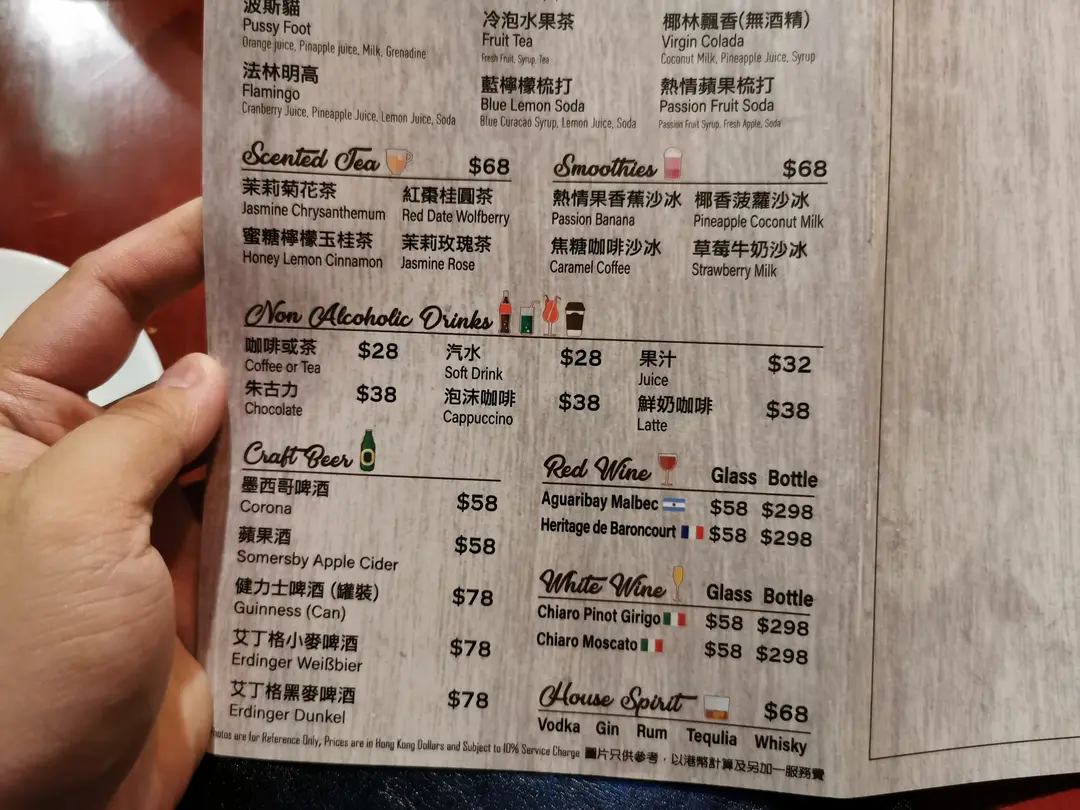 波斯貓
Pussy Foot
Orange juice, Pinapple juice, Milk, Grenadine
冷泡水果茶
Fruit Tea
Fresh Fruit, Syrup, Tea
椰林飄香(無酒精)
Virgin Colada
Coconut Milk, Pineapple Juice, Syrup
法林明高
Flamingo
Cranberry Juice, Pineapple Juice, Lemon Juice, Soda
藍檸檬梳打
Blue Lemon Soda
Blue Curacao Syrup, Lemon Juice, Soda
熱情蘋果梳打
Passion Fruit Soda
Passion Fruit Syrup, Fresh Apple, Soda
Scented Tea $68
茉莉菊花茶 紅棗桂圓茶
Jasmine Chrysanthemum Red Date Wolfberry
蜜糖檸檬玉桂茶 茉莉玫瑰茶
Honey Lemon Cinnamon Jasmine Rose
Smoothies $68
熱情果香蕉沙冰 椰香菠蘿沙冰
Passion Banana Pineapple Coconut Milk
焦糖咖啡沙冰 草莓牛奶沙冰
Caramel Coffee Strawberry Milk
Non Alcoholic Drinks
咖啡或茶 $28 汽水 $28 果汁 $32
Coffee or Tea Soft Drink Juice
朱古力 $38 泡沫咖啡 $38 鮮奶咖啡 $38
Chocolate Cappuccino Latte
Craft Beer
墨西哥啤酒 $58
Corona
蘋果酒 $58
Somersby Apple Cider
健力士啤酒 (罐裝) $78
Guinness (Can)
艾丁格小麥啤酒 $78
Erdinger Weißbier
艾丁格黑麥啤酒 $78
Erdinger Dunkel
Red Wine Glass Bottle
Aguaribay Malbec $58 $298
Heritage de Baroncourt $58 $298
White Wine Glass Bottle
Chiaro Pinot Girigo $58 $298
Chiaro Moscato $58 $298
House Spirit $68
Vodka Gin Rum Tequlia Whisky
Photos are for Reference Only, Prices are in Hong Kong Dollars and Subject to 10% Service Charge 圖片只供參考，以港幣計算及另加一服務費